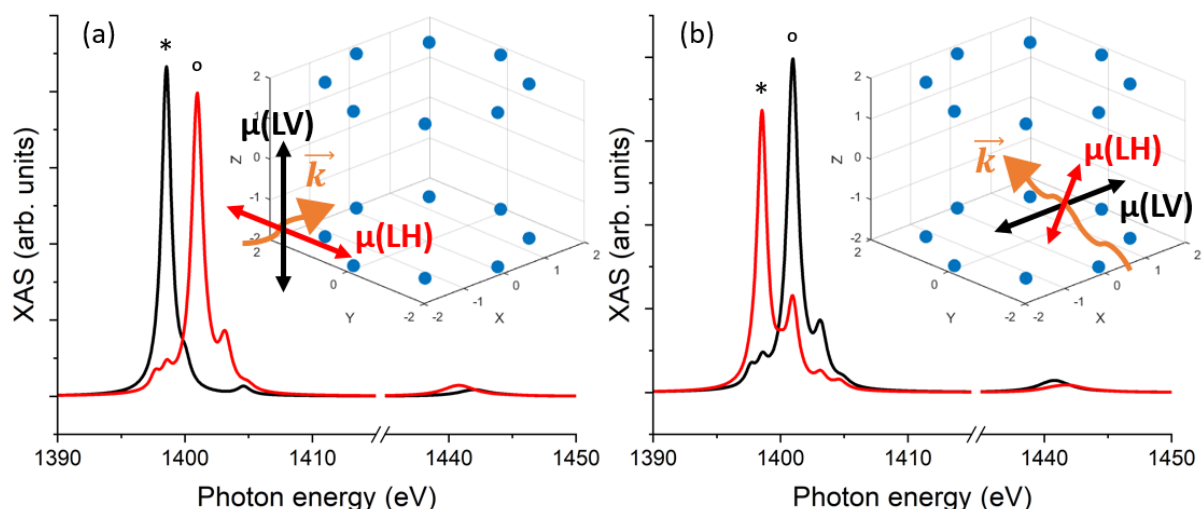 (a)
*
o
μ(LV)
k
μ(LH)
Z
2
1
0
-1
-2
2
0
Y
-2
-2
-1
0
X
1
2
XAS (arb. units)
1390
1400
1410
1440
1450
Photon energy (eV)
(b)
*
o
k
μ(LH)
μ(LV)
Z
2
1
0
-1
-2
2
0
Y
-2
-2
-1
0
X
1
2
XAS (arb. units)
1390
1400
1410
1440
1450
Photon energy (eV)